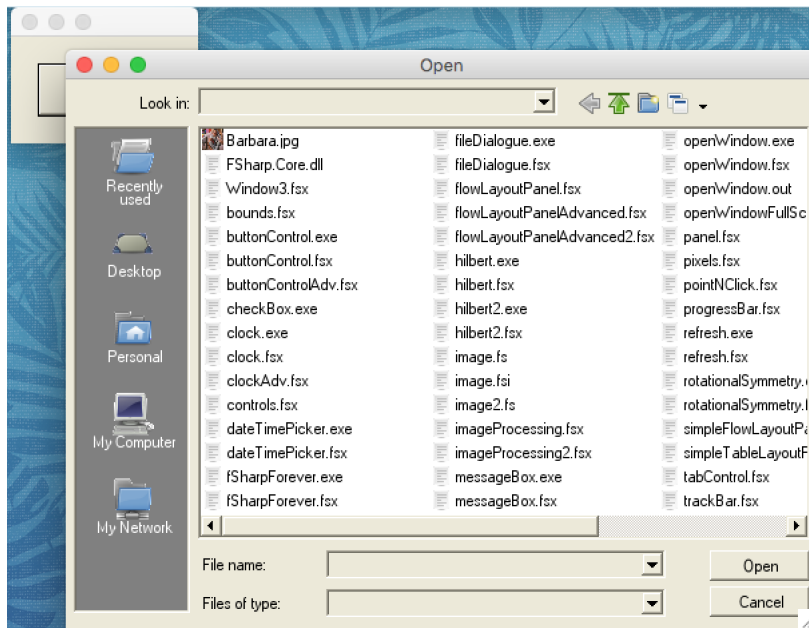 Open
Look in:
Recently
used
Desktop
Personal
My Computer
My Network
Barbara.jpg
FSharp.Core.dll
Window3.fsx
bounds.fsx
buttonControl.exe
buttonControl.fsx
buttonControlAdv.fsx
checkBox.exe
clock.exe
clock.fsx
clockAdv.fsx
controls.fsx
dateTimePicker.exe
dateTimePicker.fsx
fSharpForever.exe
fSharpForever.fsx
fileDialogue.exe
fileDialogue.fsx
flowLayoutPanel.fsx
flowLayoutPanelAdvanced.fsx
flowLayoutPanelAdvanced2.fsx
hilbert.exe
hilbert.fsx
hilbert2.exe
hilbert2.fsx
image.fs
image.fsi
image2.fs
imageProcessing.fsx
imageProcessing2.fsx
messageBox.exe
messageBox.fsx
openWindow.exe
openWindow.fsx
openWindow.out
openWindowFullSc
panel.fsx
pixels.fsx
pointNClick.fsx
progressBar.fsx
refresh.exe
refresh.fsx
rotationalSymmetry.
rotationalSymmetry.
simpleFlowLayoutP
simpleTableLayoutF
tabControl.fsx
trackBar.fsx
File name:
Open
Files of type:
Cancel